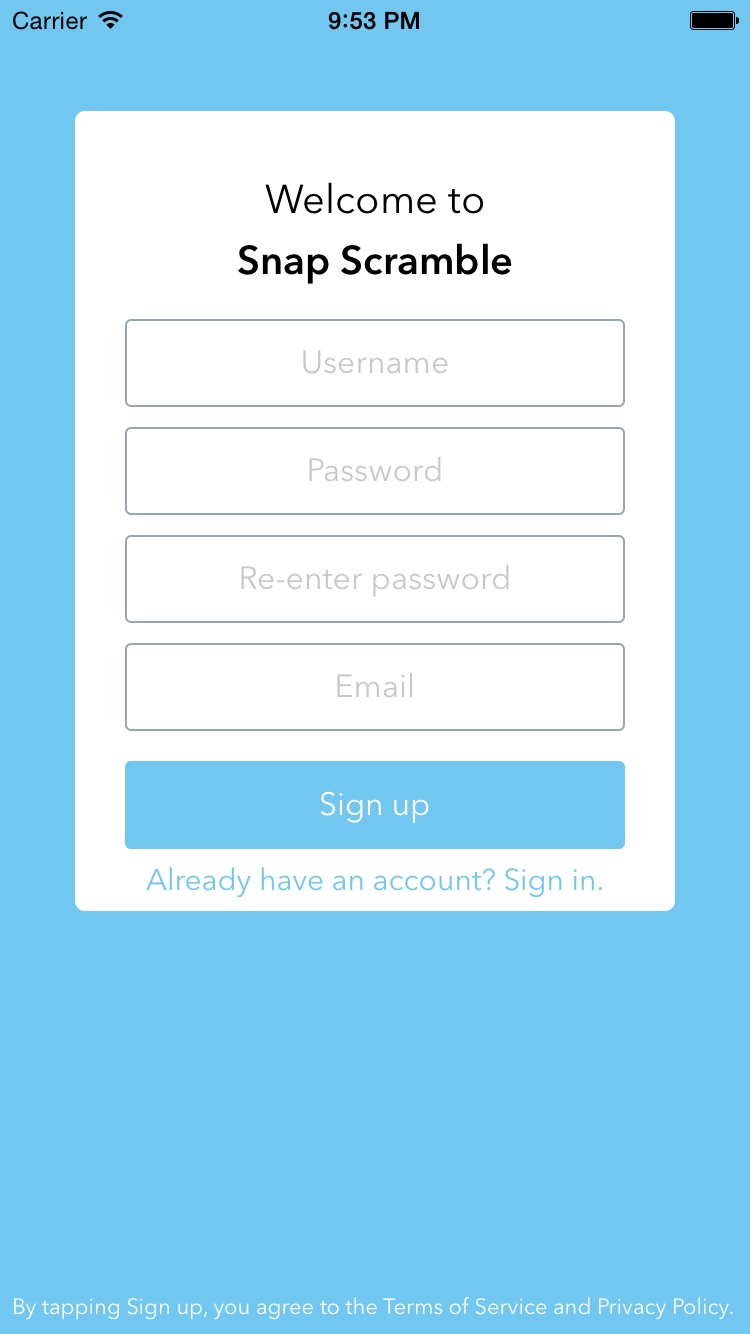 Carrier 9:53 PM
Welcome to
Snap Scramble
Username
Password
Re-enter password
Email
Sign up
Already have an account? Sign in.
By tapping Sign up, you agree to the Terms of Service and Privacy Policy.